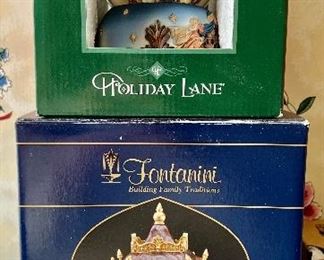 Holiday Lane®
Fontanini
Building Family Traditions